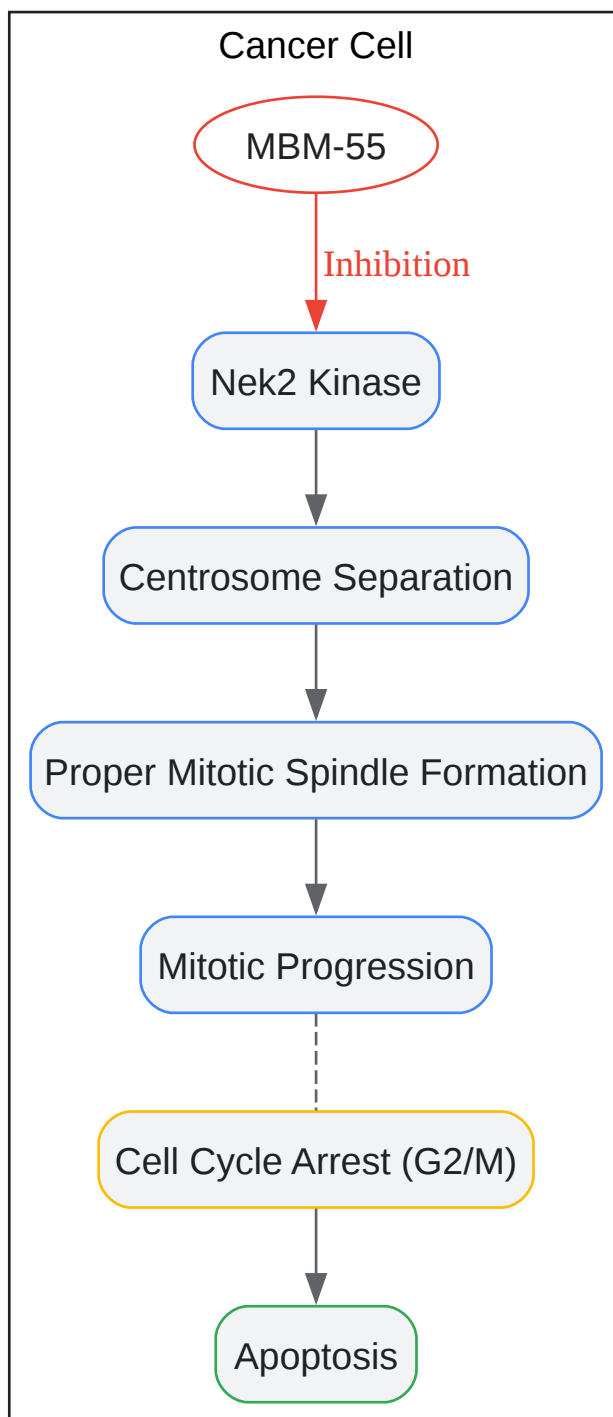 Cancer Cell
MBM-55
Inhibition
Nek2 Kinase
Centrosome Separation
Proper Mitotic Spindle Formation
Mitotic Progression
Cell Cycle Arrest (G2/M)
Apoptosis